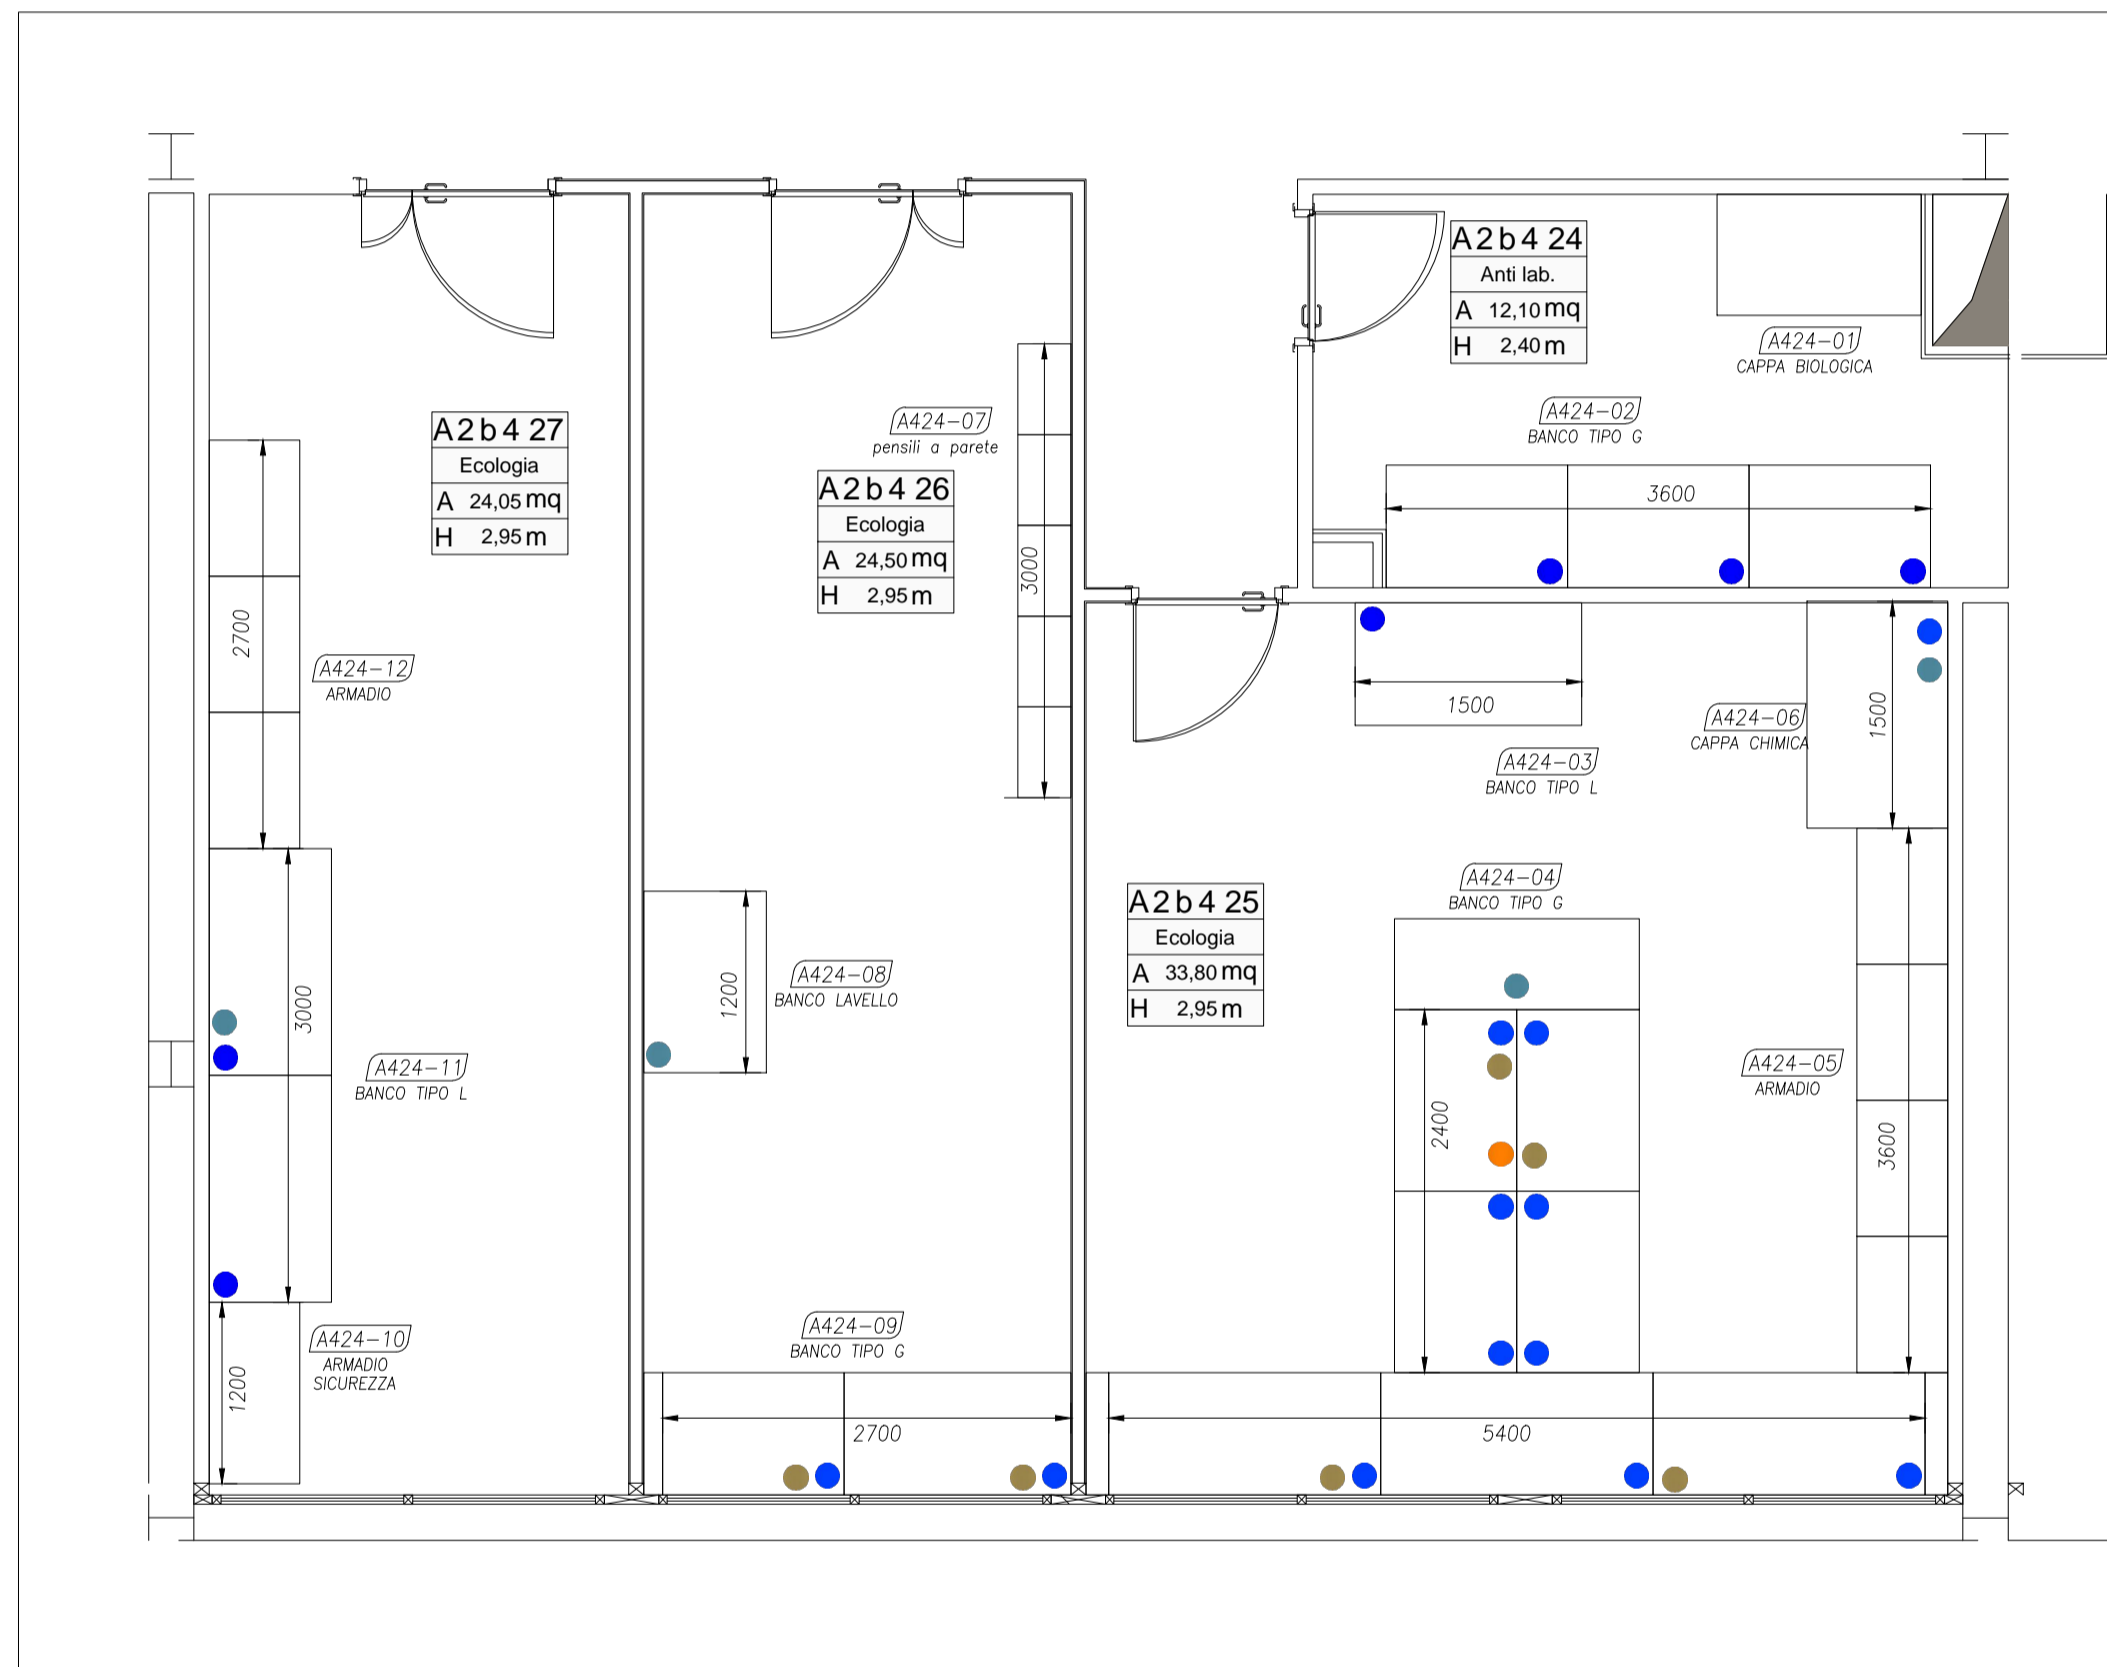 A2b4 24
Anti lab.
A 12,10 mq
H 2,40 m
A424-01
CAPPA BIOLOGICA
A424-02
BANCO TIPO G
3600
A2b4 27
Ecologia
A 24,05 mq
H 2,95 m
A424-07
pensili a parete
A2b4 26
Ecologia
A 24,50 mq
H 2,95 m
3000
2700
A424-12
ARMADIO
1500
A424-03
BANCO TIPO L
A424-06
CAPPA CHIMICA
1500
A424-04
BANCO TIPO G
A2b4 25
Ecologia
A 33,80 mq
H 2,95 m
A424-08
BANCO LAVELLO
1200
3000
A424-11
BANCO TIPO L
2400
A424-05
ARMADIO
3600
A424-10
ARMADIO
SICUREZZA
1200
A424-09
BANCO TIPO G
2700
5400